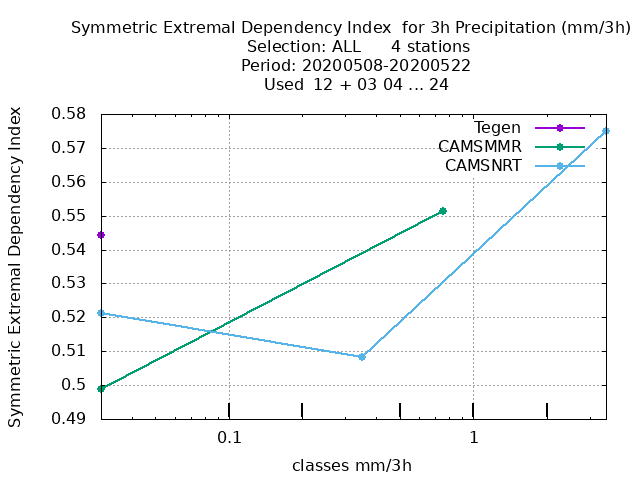 Symmetric Extremal Dependency Index  for 3h Precipitation (mm/3h)
Selection: ALL      4 stations
Period: 20200508-20200522
Used  12 + 03 04 ... 24
Symmetric Extremal Dependency Index
0.58
0.57
0.56
0.55
0.54
0.53
0.52
0.51
0.5
0.49
Tegen
CAMSMMR
CAMSNRT
0.1
1
classes mm/3h